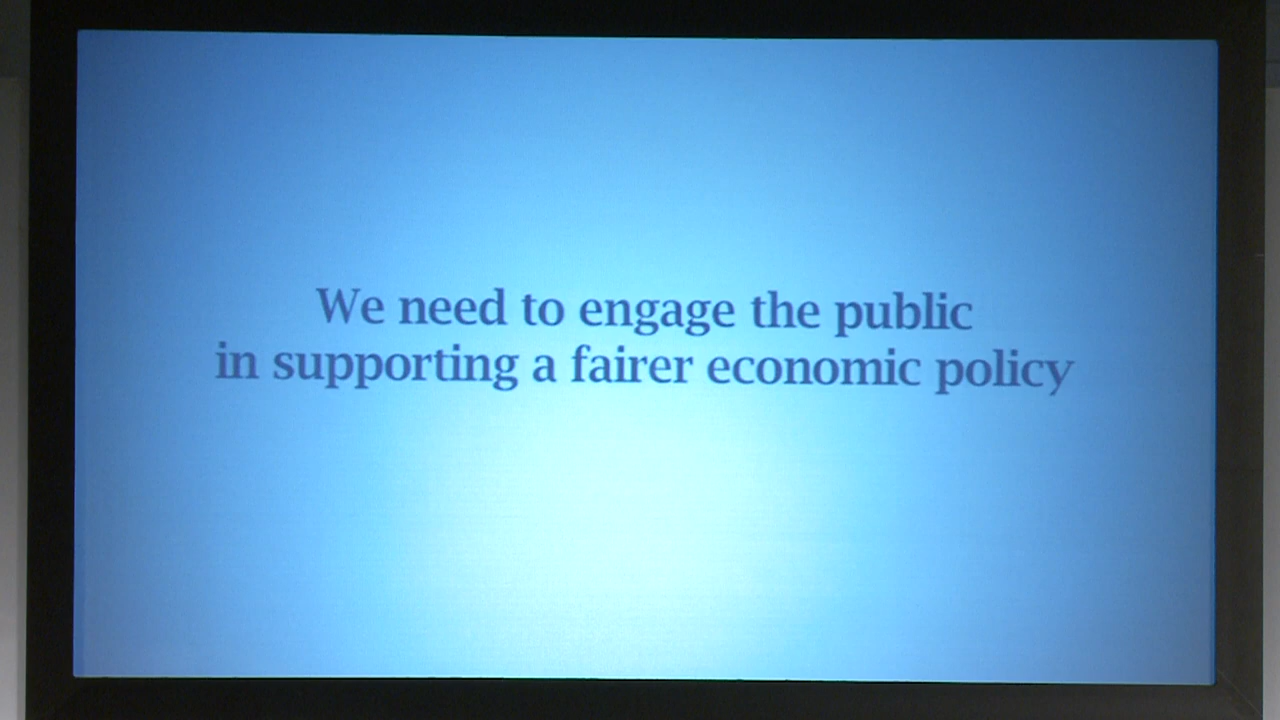 We need to engage the public
in supporting a fairer economic policy